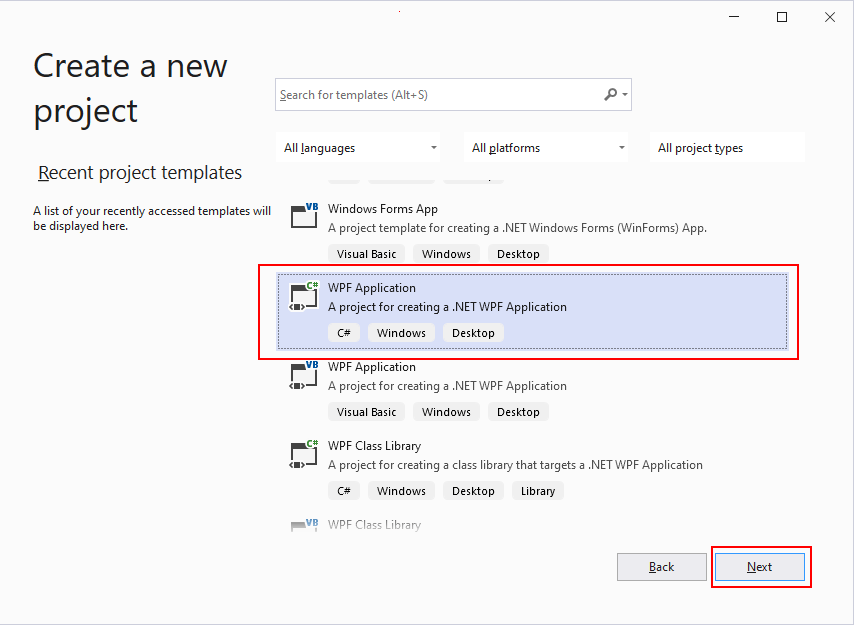 Create a new
project
Search for templates (Alt+S)
All languages
All platforms
All project types
Recent project templates
A list of your recently accessed templates will
be displayed here.
VB
Windows Forms App
A project template for creating a .NET Windows Forms (WinForms) App.
Visual Basic
Windows
Desktop
C#
WPF Application
A project for creating a .NET WPF Application
C#
Windows
Desktop
VB
WPF Application
A project for creating a .NET WPF Application
Visual Basic
Windows
Desktop
C#
WPF Class Library
A project for creating a class library that targets a .NET WPF Application
C#
Windows
Desktop
Library
VB
WPF Class Library
Back
Next